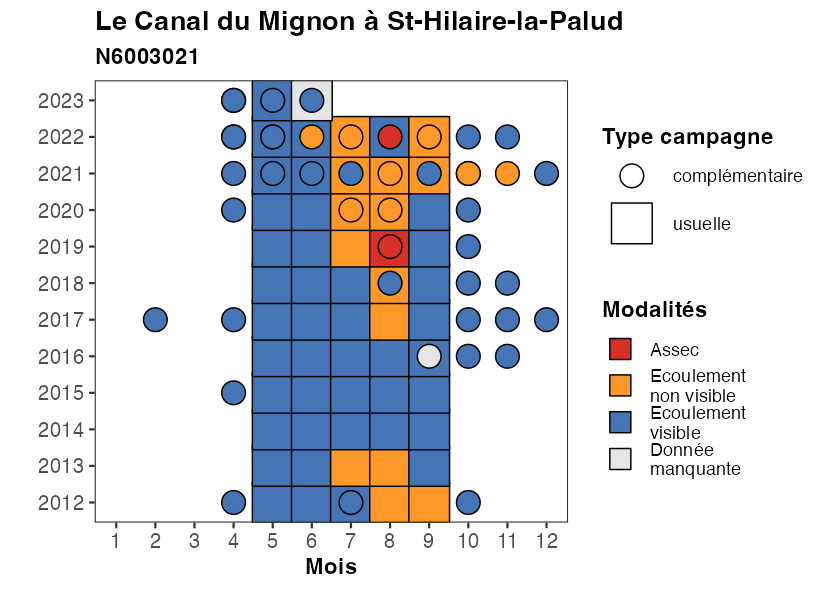 Le Canal du Mignon à St-Hilaire-la-Palud
N6003021
2023
2022
2021
2020
2019
2018
2017
2016
2015
2014
2013
2012
1 2 3 4 5 6 7 8 9 10 11 12
Mois
Type campagne
complémentaire
usuelle
Modalités
Assec
Ecoulement
non visible
Ecoulement
visible
Donnée
manquante